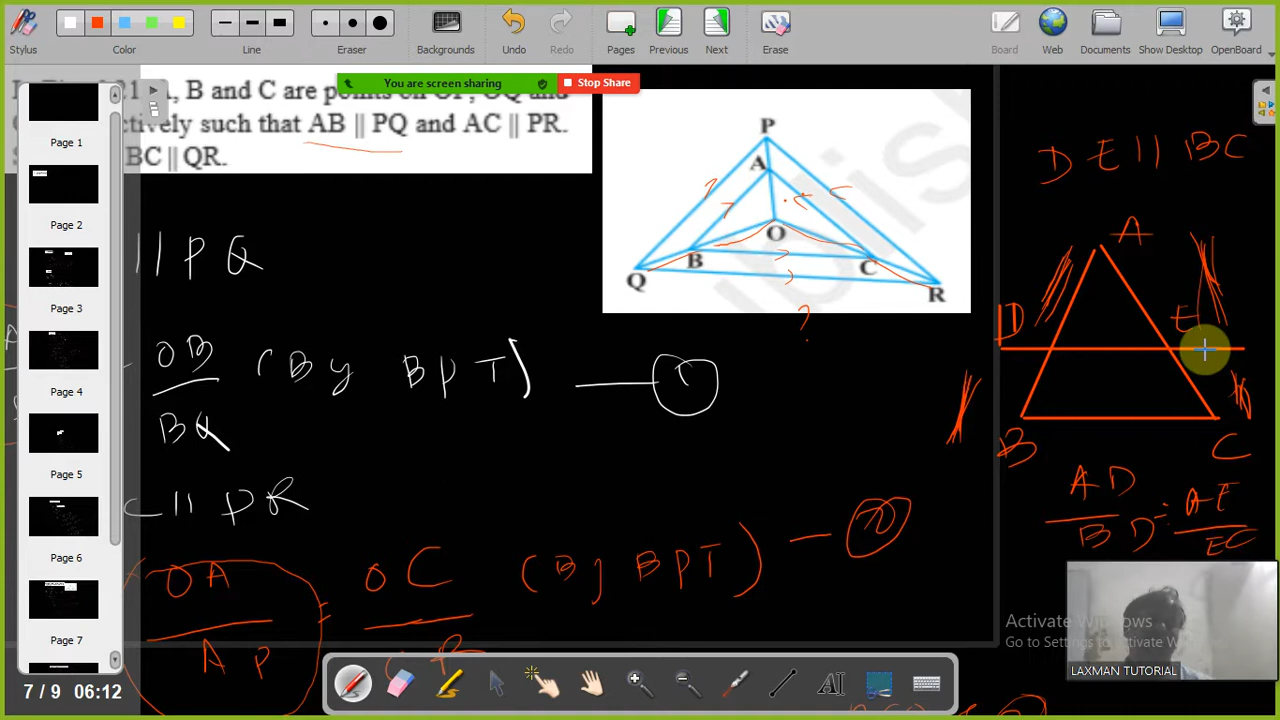 Stylus
Color
Line
Eraser
Backgrounds
Undo
Redo
Pages
Previous
Next
Erase
Board
Web
Documents
Show Desktop
OpenBoard
You are screen sharing
Stop Share
A, B and C are points on OP, OQ and
ctively such that AB || PQ and AC || PR.
BC || QR.
Page 1
Page 2
Page 3
Page 4
Page 5
Page 6
Page 7
7 / 9 06:12
P
A
O
B
C
Q
R
?
|| PQ
OB (By BPT) I
BQ
C || PR
OA = OC (By BPT) II
AP
DE || BC
A
D
E
B
C
AD = AE
BD EC
Activate Windows
Go to Settings to activate Windows
LAXMAN TUTORIAL